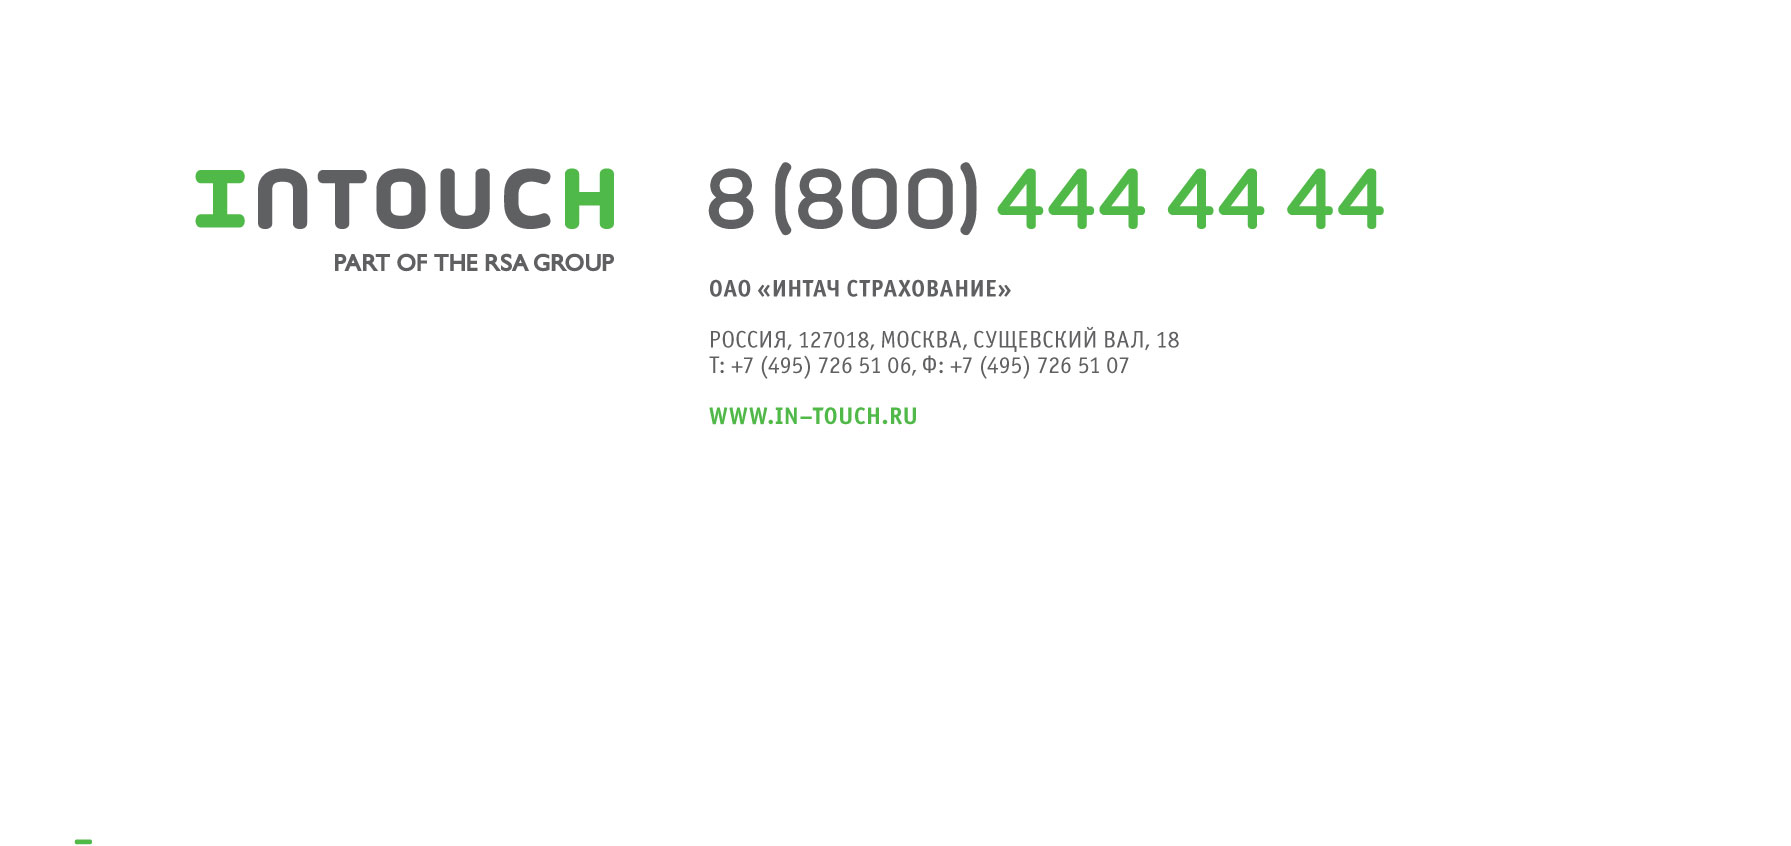 INTOUCH
PART OF THE RSA GROUP
8 (800) 444 44 44
ОАО «ИНТАЧ СТРАХОВАНИЕ»
РОССИЯ, 127018, МОСКВА, СУЩЕВСКИЙ ВАЛ, 18
Т: +7 (495) 726 51 06, Ф: +7 (495) 726 51 07
WWW.IN–TOUCH.RU